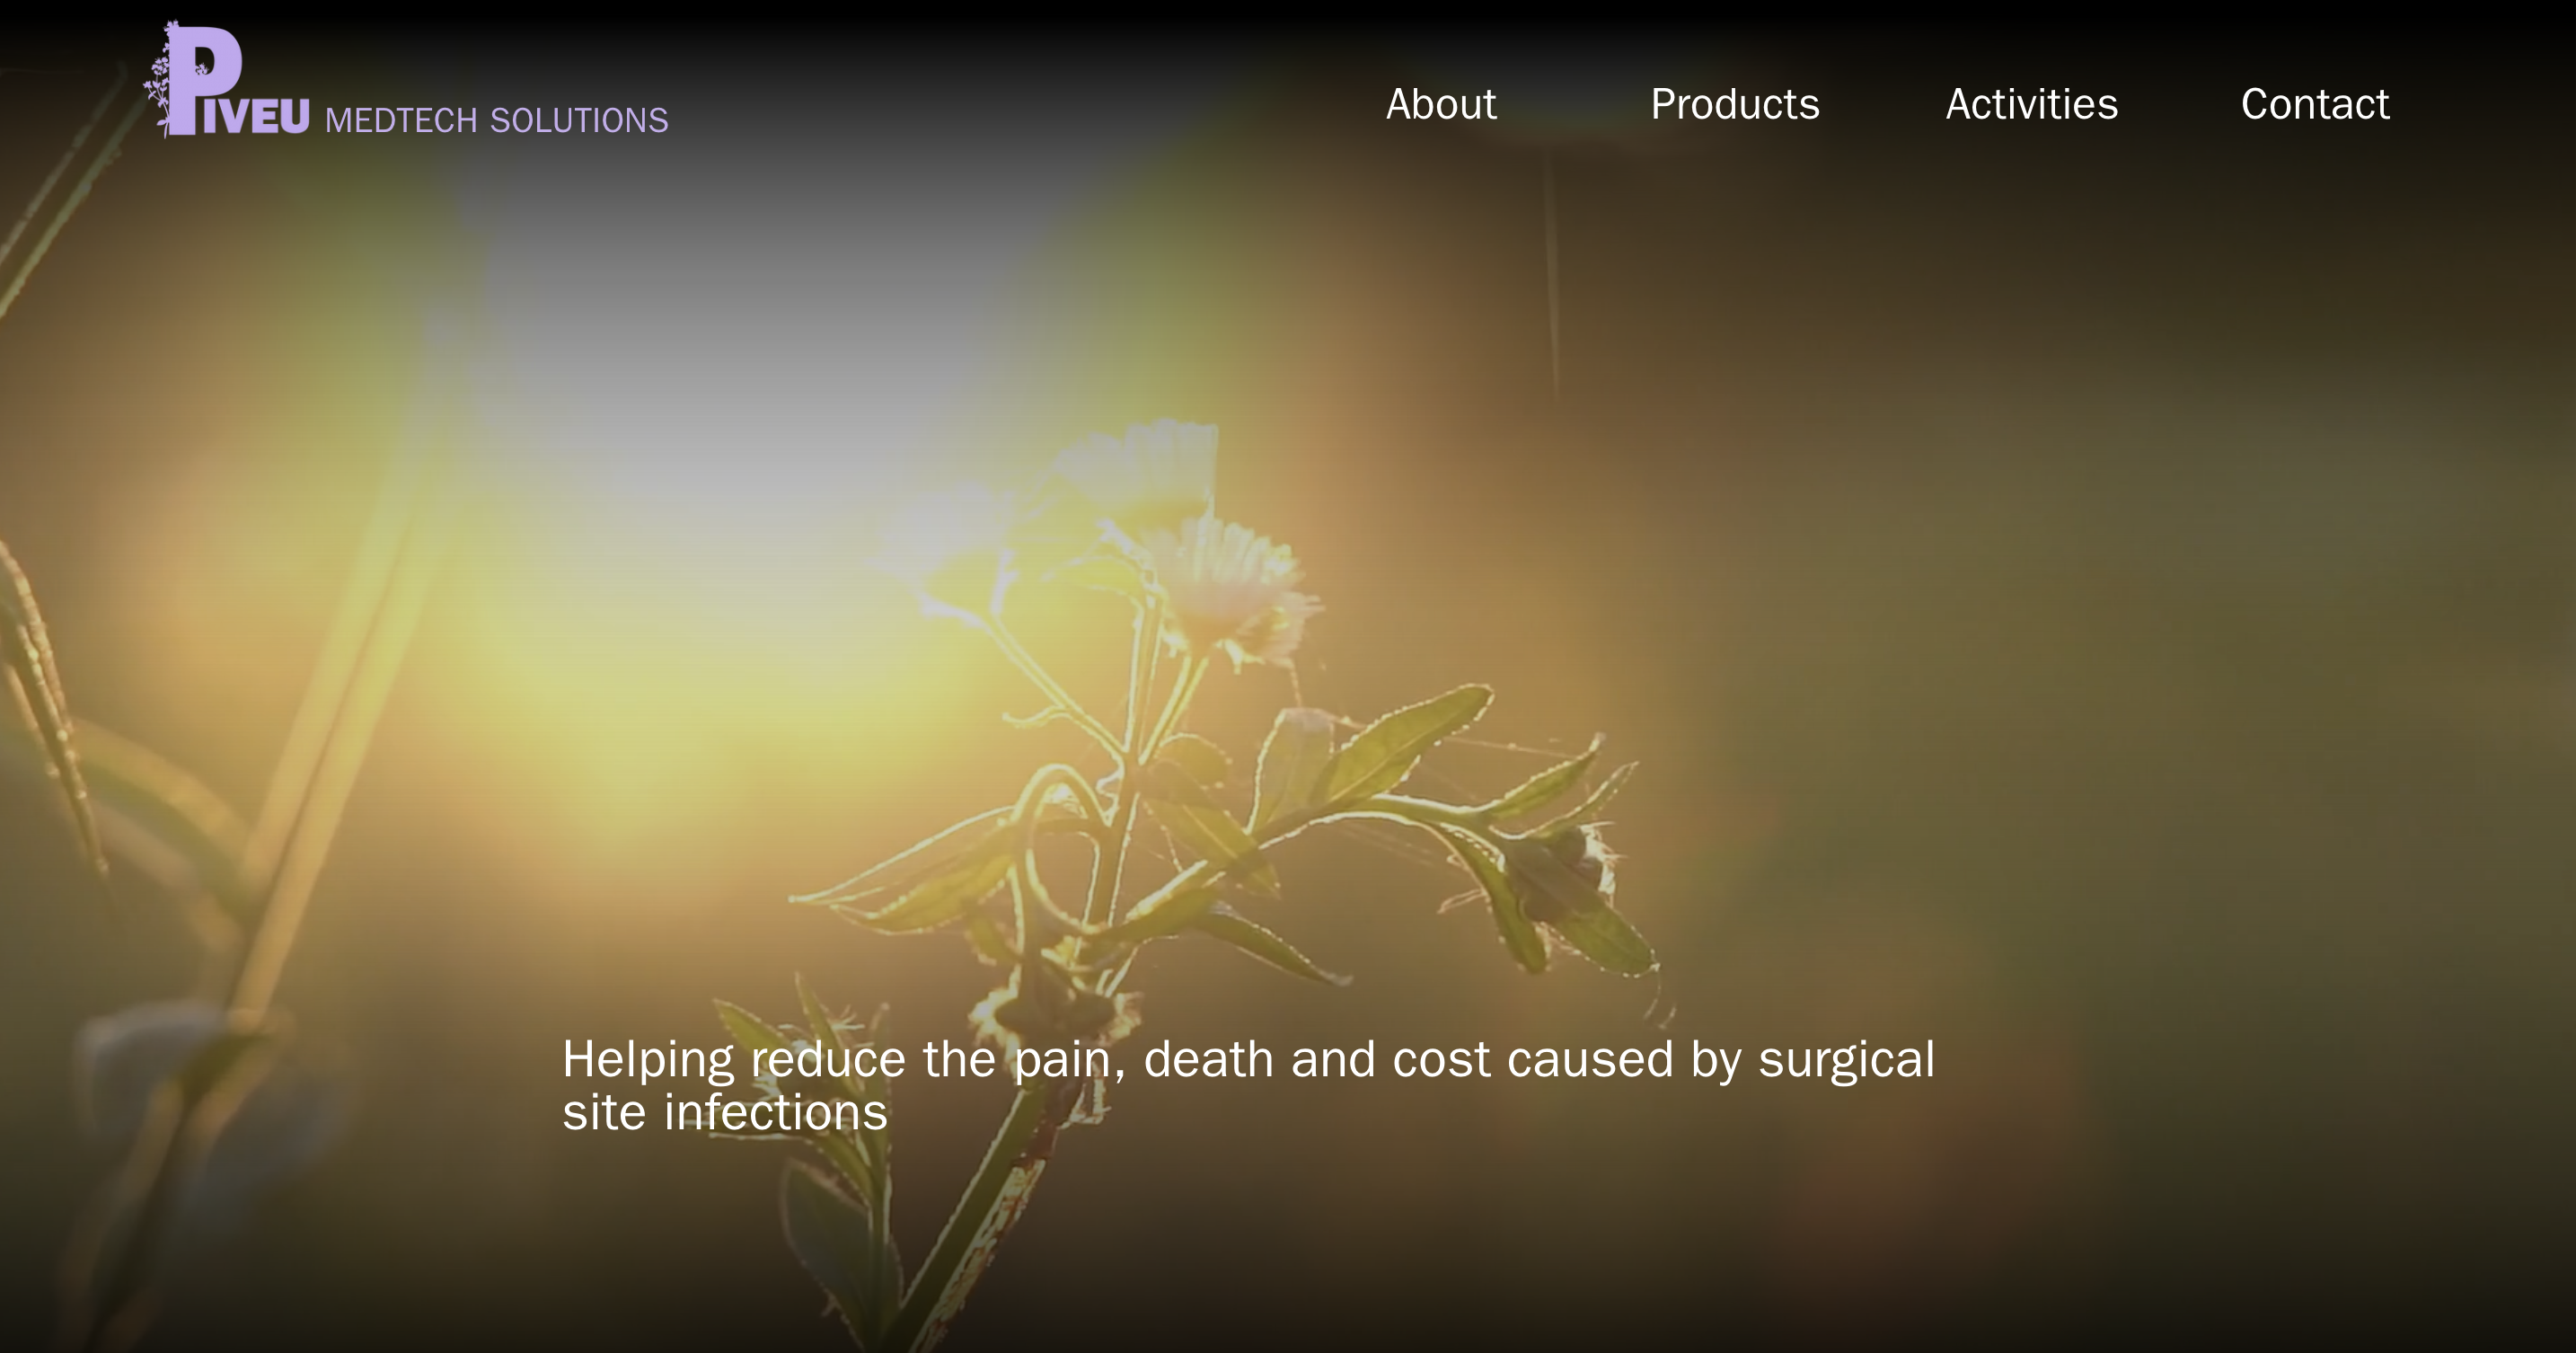 PIVEU MEDTECH SOLUTIONS
About Products Activities Contact
Helping reduce the pain, death and cost caused by surgical
site infections